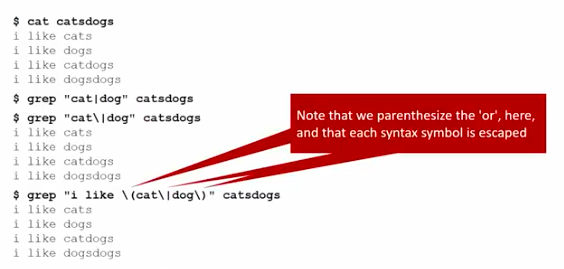 $ cat catsdogs
i like cats
i like dogs
i like catdogs
i like dogsdogs
$ grep "cat|dog" catsdogs
$ grep "cat\|dog" catsdogs
i like cats
i like dogs
i like catdogs
i like dogsdogs
Note that we parenthesize the 'or', here,
and that each syntax symbol is escaped
$ grep "i like \(cat\|dog\)" catsdogs
i like cats
i like dogs
i like catdogs
i like dogsdogs